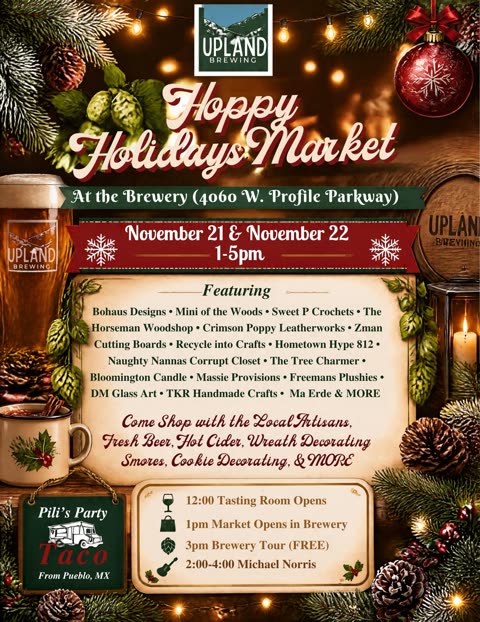 UPLAND
BREWING
Hoppy
Holidays Market
At the Brewery (4060 W. Profile Parkway)
November 21 & November 22
1-5pm
UPLAND
BREWING
UPLAN
BREWING
Featuring
Bohaus Designs • Mini of the Woods • Sweet P Crochets • The
Horseman Woodshop • Crimson Poppy Leatherworks • Zman
Cutting Boards • Recycle into Crafts • Hometown Hype 812 •
Naughty Nannas Corrupt Closet • The Tree Charmer •
Bloomington Candle • Massie Provisions • Freemans Plushies •
DM Glass Art • TKR Handmade Crafts • Ma Erde & MORE
Come Shop with the Local Artisans,
Fresh Beer, Hot Cider, Wreath Decorating
Smores, Cookie Decorating, & MORE
Pili's Party
Taco
From Pueblo, MX
12:00 Tasting Room Opens
1pm Market Opens in Brewery
3pm Brewery Tour (FREE)
2:00-4:00 Michael Norris